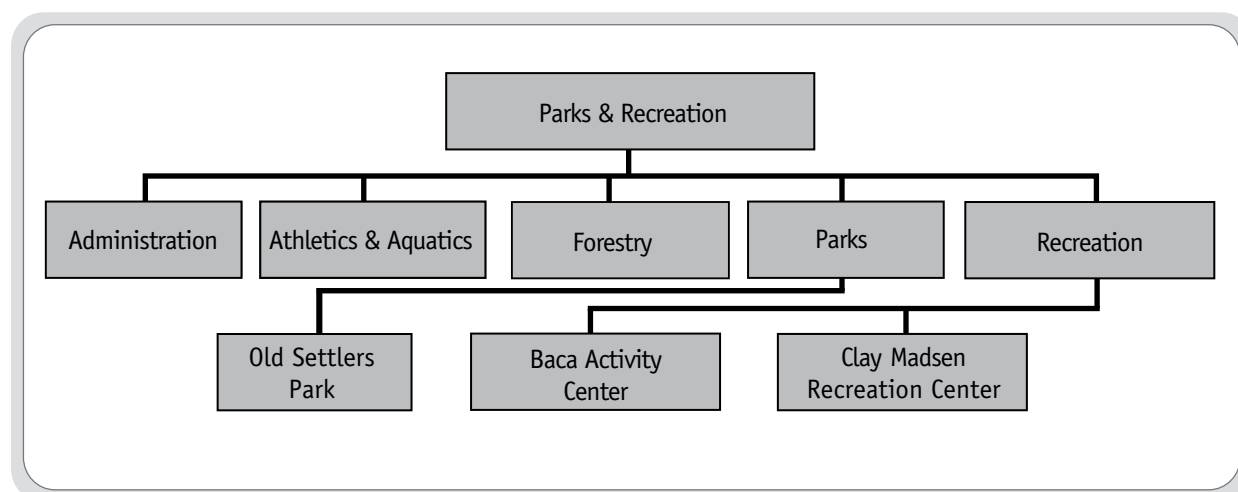 Parks & Recreation
Administration
Athletics & Aquatics
Forestry
Parks
Recreation
Old Settlers
Park
Baca Activity
Center
Clay Madsen
Recreation Center